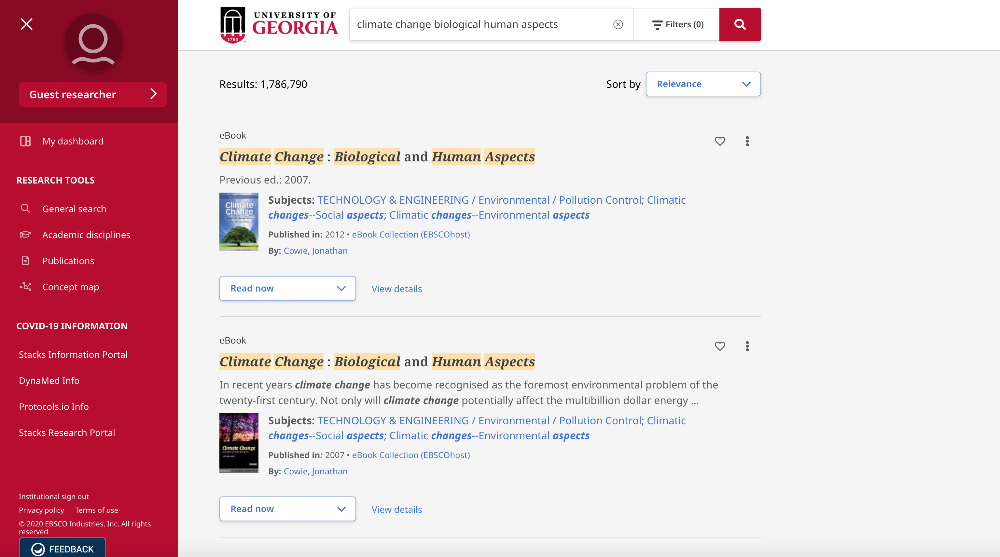 Guest researcher
My dashboard
RESEARCH TOOLS
General search
Academic disciplines
Publications
Concept map
COVID-19 INFORMATION
Stacks Information Portal
DynaMed Info
Protocols.io Info
Stacks Research Portal
Institutional sign out
Privacy policy | Terms of use
© 2020 EBSCO Industries, Inc. All rights
reserved
FEEDBACK
UNIVERSITY OF
GEORGIA
1785
climate change biological human aspects
Filters (0)
Results: 1,786,790
Sort by Relevance
eBook
Climate Change : Biological and Human Aspects
Previous ed.: 2007.
Climate
Change
Subjects: TECHNOLOGY & ENGINEERING / Environmental / Pollution Control; Climatic
changes--Social aspects; Climatic changes--Environmental aspects
Published in: 2012 • eBook Collection (EBSCOhost)
By: Cowie, Jonathan
Read now View details
eBook
Climate Change : Biological and Human Aspects
In recent years climate change has become recognised as the foremost environmental problem of the
twenty-first century. Not only will climate change potentially affect the multibillion dollar energy ...
Climate Change
Subjects: TECHNOLOGY & ENGINEERING / Environmental / Pollution Control; Climatic
changes--Social aspects; Climatic changes--Environmental aspects
Published in: 2007 • eBook Collection (EBSCOhost)
By: Cowie, Jonathan
Read now View details